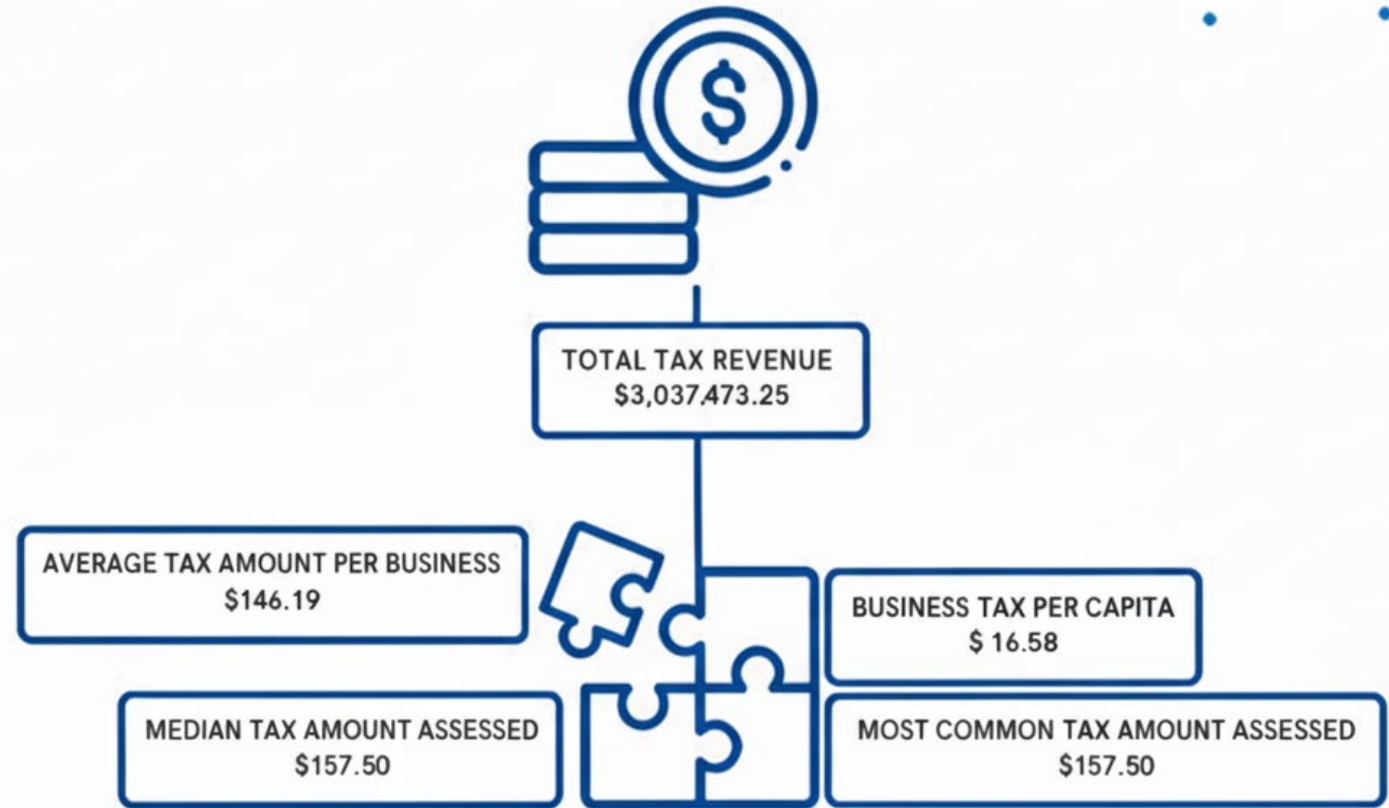 $
TOTAL TAX REVENUE
$3,037,473.25
AVERAGE TAX AMOUNT PER BUSINESS
$146.19
BUSINESS TAX PER CAPITA
$ 16.58
MEDIAN TAX AMOUNT ASSESSED
$157.50
MOST COMMON TAX AMOUNT ASSESSED
$157.50